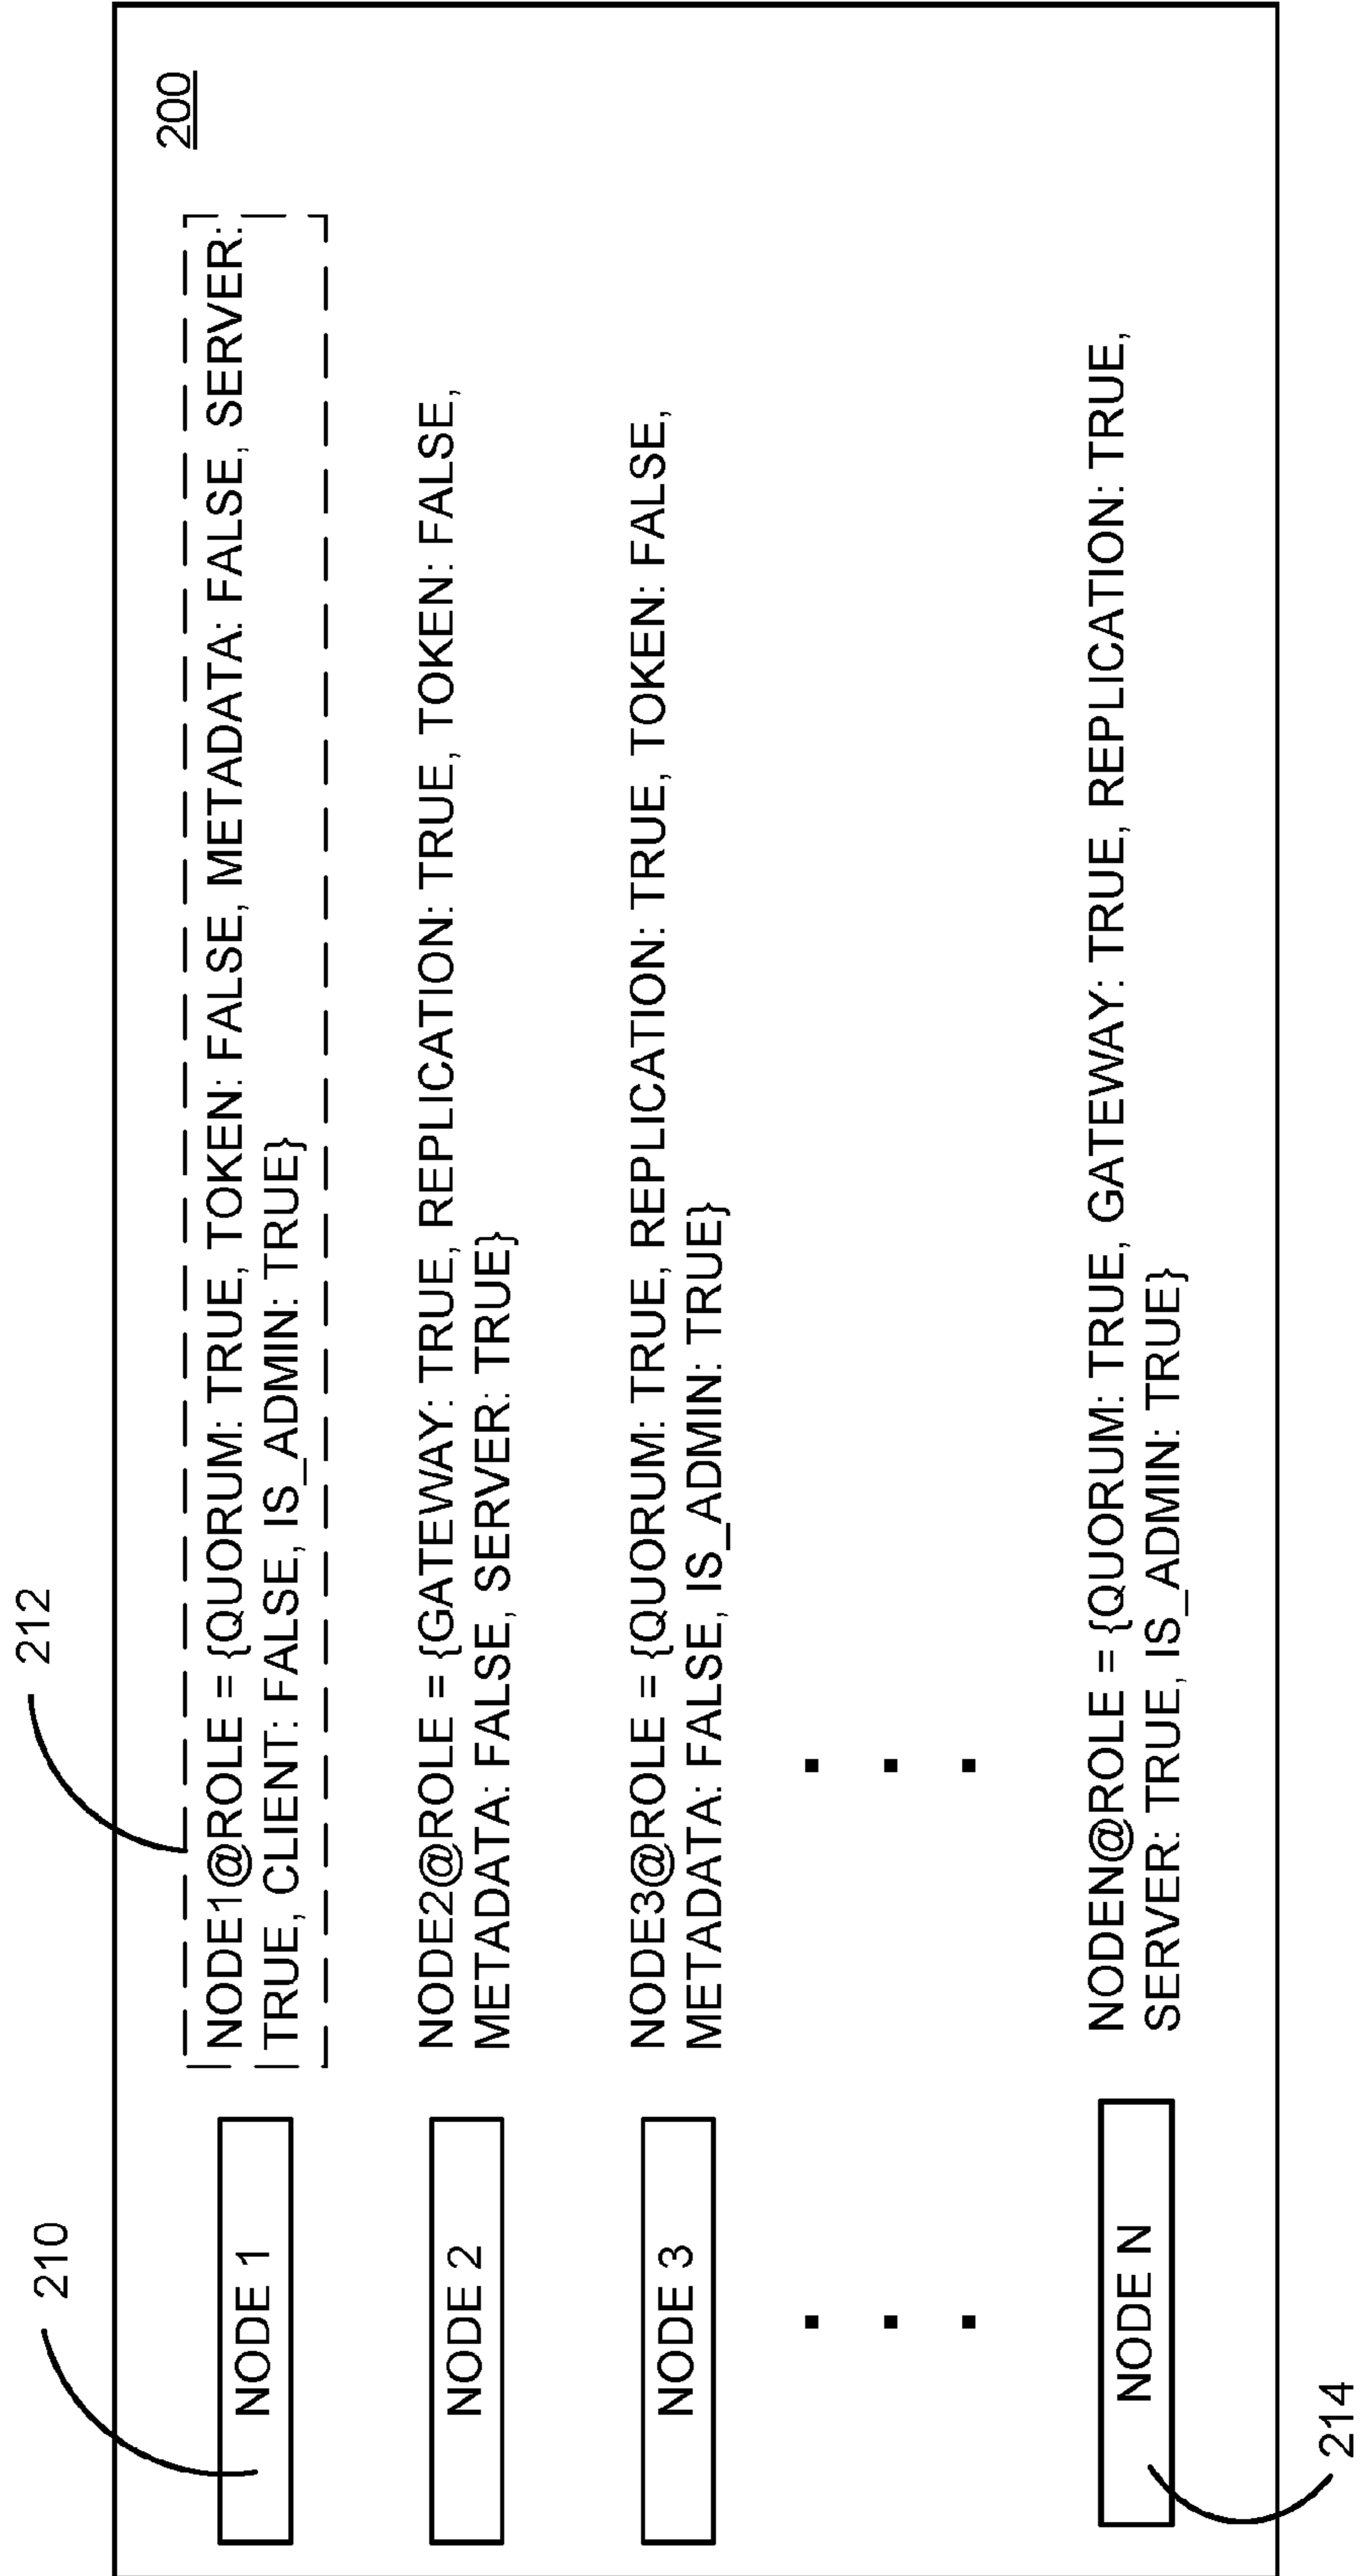 200
210
212
NODE 1
NODE1@ROLE = {QUORUM: TRUE, TOKEN: FALSE, METADATA: FALSE, SERVER:
TRUE, CLIENT: FALSE, IS_ADMIN: TRUE}
NODE 2
NODE2@ROLE = {GATEWAY: TRUE, REPLICATION: TRUE, TOKEN: FALSE,
METADATA: FALSE, SERVER: TRUE}
NODE 3
NODE3@ROLE = {QUORUM: TRUE, REPLICATION: TRUE, TOKEN: FALSE,
METADATA: FALSE, IS_ADMIN: TRUE}
NODE N
NODEN@ROLE = {QUORUM: TRUE, GATEWAY: TRUE, REPLICATION: TRUE,
SERVER: TRUE, IS_ADMIN: TRUE}
214